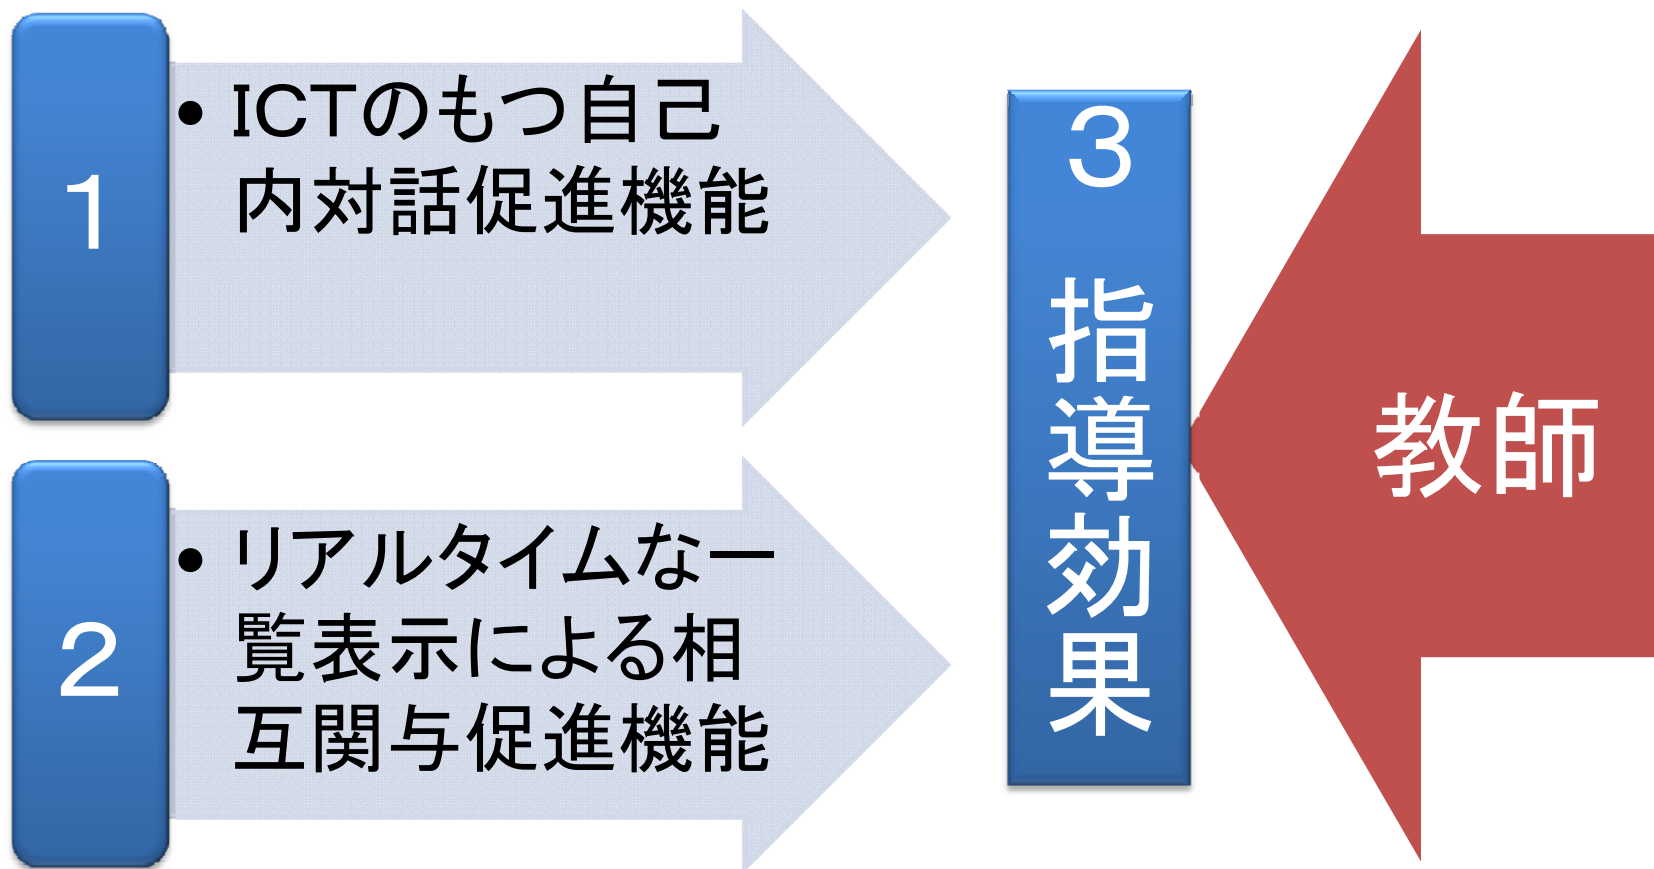 1
• ICTのもつ自己
内対話促進機能
2
• リアルタイムな一
覧表示による相
互関与促進機能
3 指導効果
教師